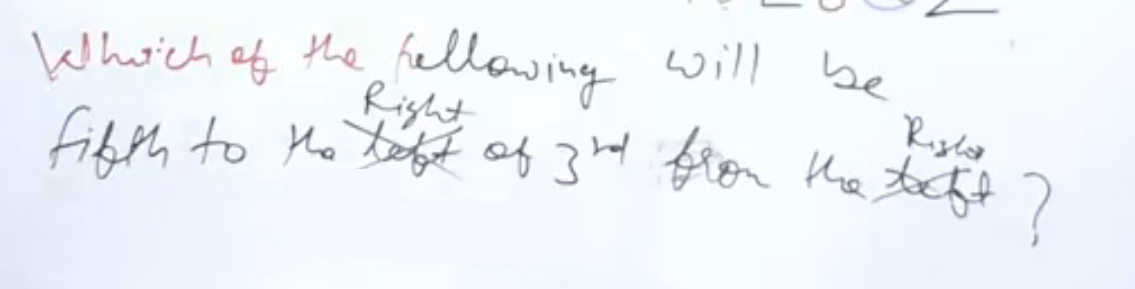 Which of the following will be
Right Right
fifth to the left of 3rd from the left ?